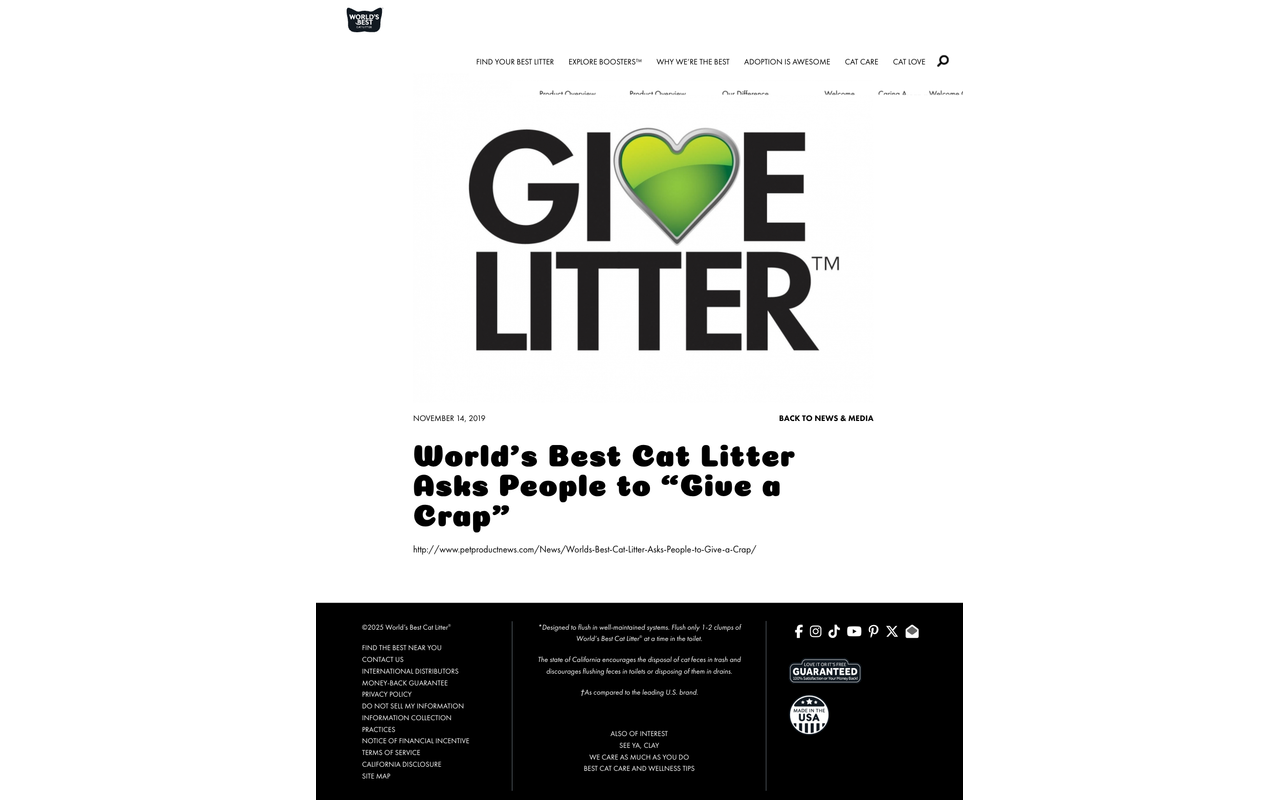 WORLD'S
BEST
FIND YOUR BEST LITTER EXPLORE BOOSTERS™ WHY WE'RE THE BEST ADOPTION IS AWESOME CAT CARE CAT LOVE
Product Overview Product Overview Our Difference Welcome Caring A Welcome
GIVE
LITTER™
NOVEMBER 14, 2019 BACK TO NEWS & MEDIA
World's Best Cat Litter
Asks People to “Give a
Crap”
http://www.petproductnews.com/News/Worlds-Best-Cat-Litter-Asks-People-to-Give-a-Crap/
©2025 World's Best Cat Litter®
FIND THE BEST NEAR YOU
CONTACT US
INTERNATIONAL DISTRIBUTORS
MONEY-BACK GUARANTEE
PRIVACY POLICY
DO NOT SELL MY INFORMATION
INFORMATION COLLECTION
PRACTICES
NOTICE OF FINANCIAL INCENTIVE
TERMS OF SERVICE
CALIFORNIA DISCLOSURE
SITE MAP
*Designed to flush in well-maintained systems. Flush only 1-2 clumps of
World's Best Cat Litter® at a time in the toilet.
The state of California encourages the disposal of cat feces in trash and
discourages flushing feces in toilets or disposing of them in drains.
†As compared to the leading U.S. brand.
ALSO OF INTEREST
SEE YA, CLAY
WE CARE AS MUCH AS YOU DO
BEST CAT CARE AND WELLNESS TIPS
LOVE IT OR IT'S FREE
GUARANTEED
100% Satisfaction or Your Money Back!
MADE IN THE
USA